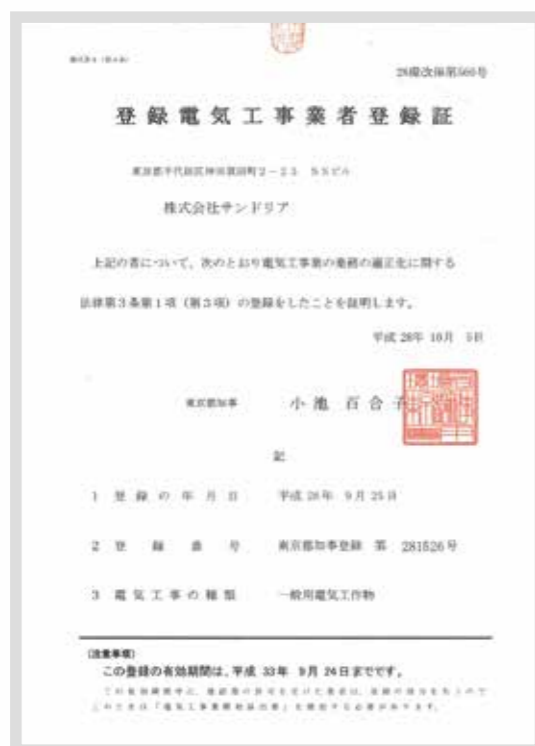 28環改保第566号
登録電気工事業者登録証
東京都千代田区神田須田町2-23 SSビル
株式会社サンドリア
上記の者について、次のとおり電気工事業の業務の適正化に関する
法律第3条第1項(第3項)の登録をしたことを証明します。
平成 28年 10月 5日
東京都知事 小池百合子
記
1 登録の年月日 平成 28年 9月 25日
2 登録番号 東京都知事登録 第 281526号
3 電気工事の種類 一般用電気工作物
(注意事項)
この登録の有効期間は、平成 33年 9月 24日までです。